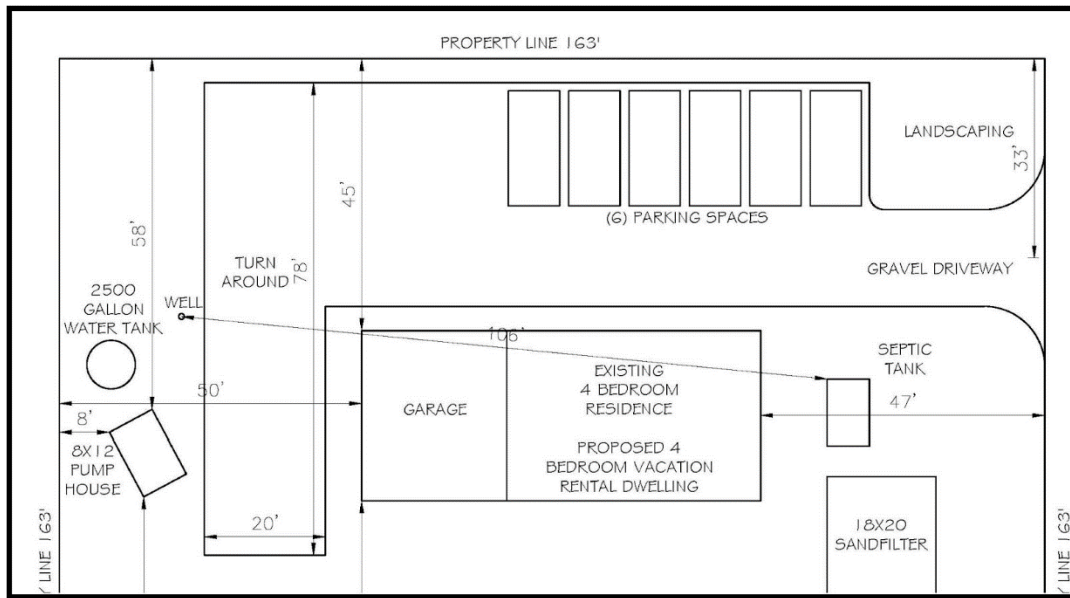 PROPERTY LINE 163'
LANDSCAPING
33'
45'
58'
(6) PARKING SPACES
TURN
AROUND
78'
GRAVEL DRIVEWAY
2500
GALLON
WATER TANK
WELL
106'
SEPTIC
TANK
EXISTING
4 BEDROOM
RESIDENCE
50'
47'
GARAGE
8'
8X12
PUMP
HOUSE
PROPOSED 4
BEDROOM VACATION
RENTAL DWELLING
20'
18X20
SANDFILTER
Y LINE 163'
Y LINE 163'